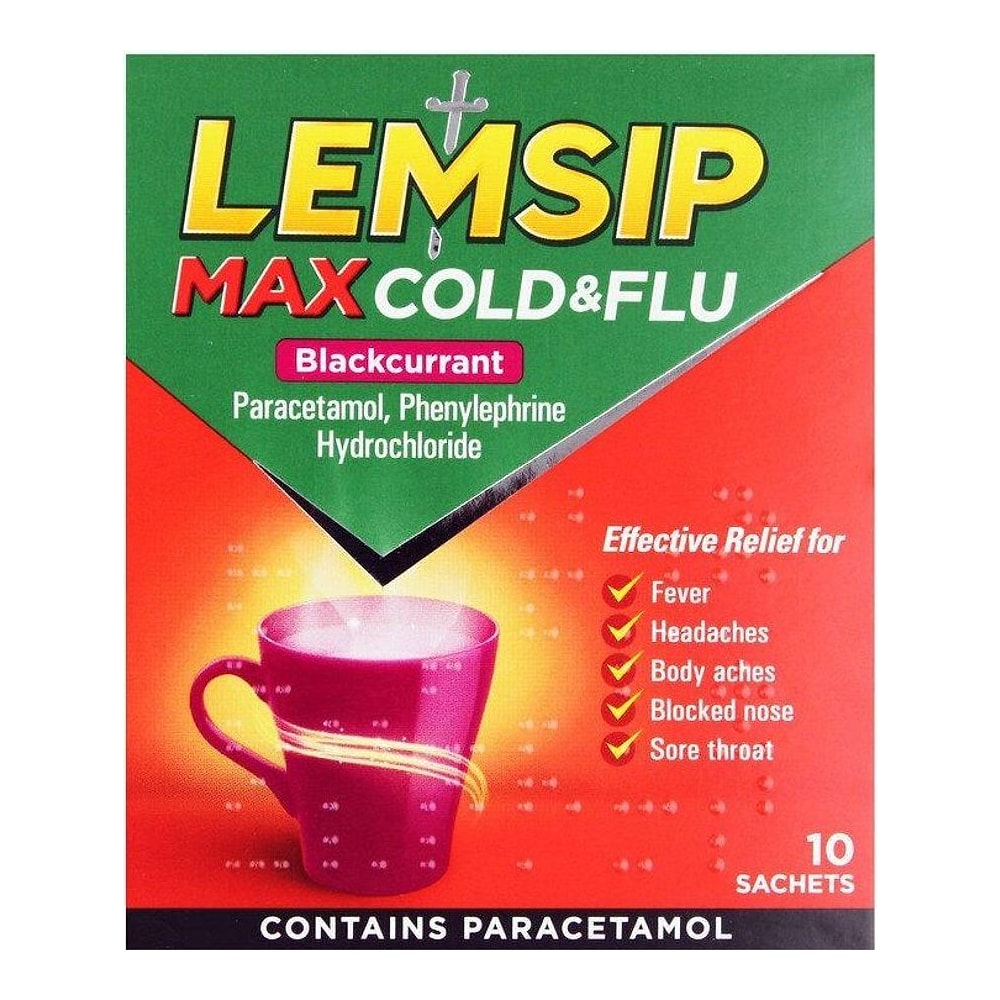 LEMSIP
MAX COLD & FLU
Blackcurrant
Paracetamol, Phenylephrine
Hydrochloride
Effective Relief for
Fever
Headaches
Body aches
Blocked nose
Sore throat
10
SACHETS
CONTAINS PARACETAMOL